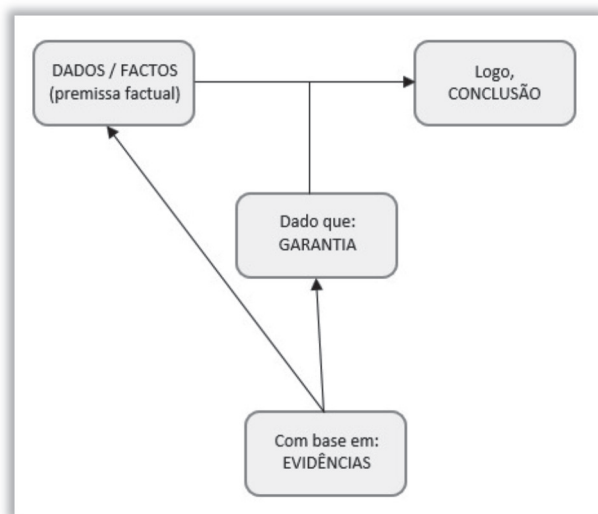 DADOS / FACTOS
(premissa factual)
Logo,
CONCLUSÃO
Dado que:
GARANTIA
Com base em:
EVIDÊNCIAS